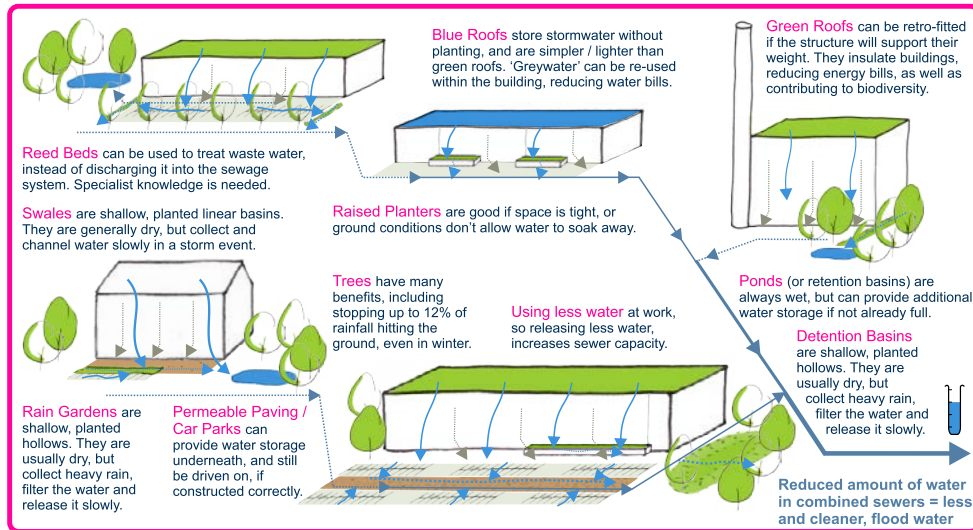 Blue Roofs store stormwater without
planting, and are simpler / lighter than
green roofs. ‘Greywater’ can be re-used
within the building, reducing water bills.
Green Roofs can be retro-fitted
if the structure will support their
weight. They insulate buildings,
reducing energy bills, as well as
contributing to biodiversity.
Reed Beds can be used to treat waste water,
instead of discharging it into the sewage
system. Specialist knowledge is needed.
Swales are shallow, planted linear basins.
They are generally dry, but collect and
channel water slowly in a storm event.
Raised Planters are good if space is tight, or
ground conditions don’t allow water to soak away.
Trees have many
benefits, including
stopping up to 12% of
rainfall hitting the
ground, even in winter.
Using less water at work,
so releasing less water,
increases sewer capacity.
Ponds (or retention basins) are
always wet, but can provide additional
water storage if not already full.
Detention Basins
are shallow, planted
hollows. They are
usually dry, but
collect heavy rain,
filter the water and
release it slowly.
Rain Gardens are
shallow, planted
hollows. They are
usually dry, but
collect heavy rain,
filter the water and
release it slowly.
Permeable Paving /
Car Parks can
provide water storage
underneath, and still
be driven on, if
constructed correctly.
Reduced amount of water
in combined sewers = less
and cleaner, flood water